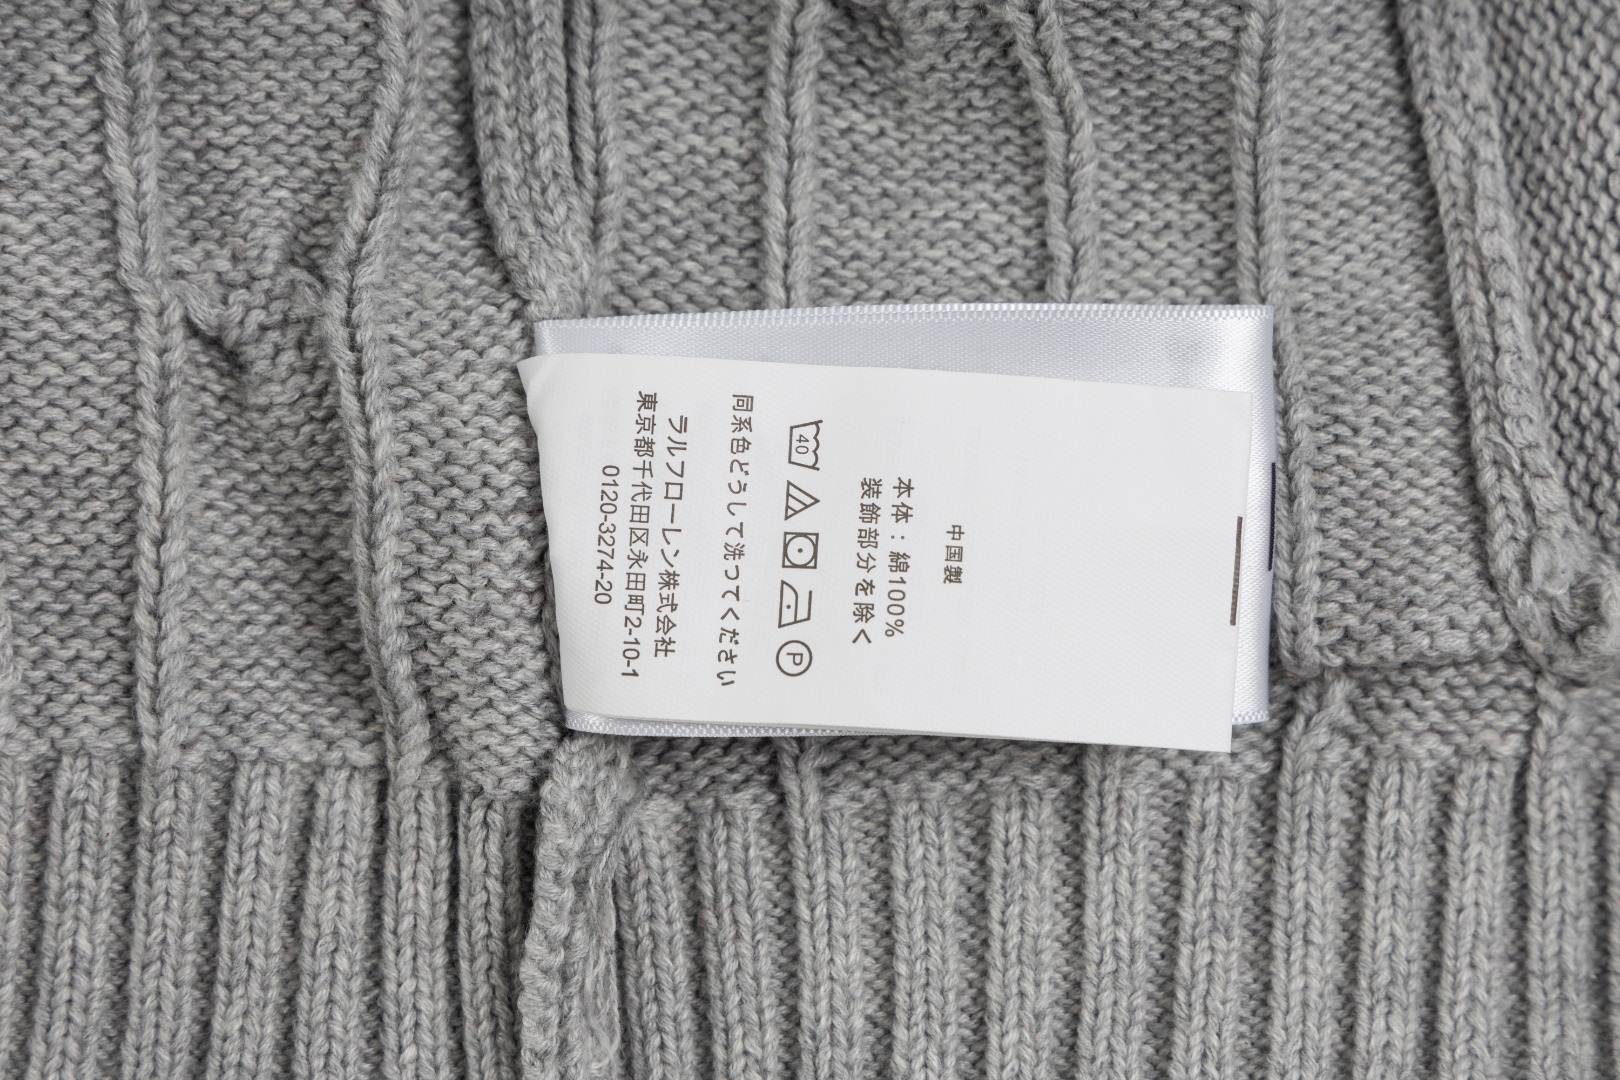 中国製
本体：綿100%
装飾部分を除く
40
P
同系色どうしで洗ってください
ラルフローレン株式会社
東京都千代田区永田町2-10-1
0120-3274-20